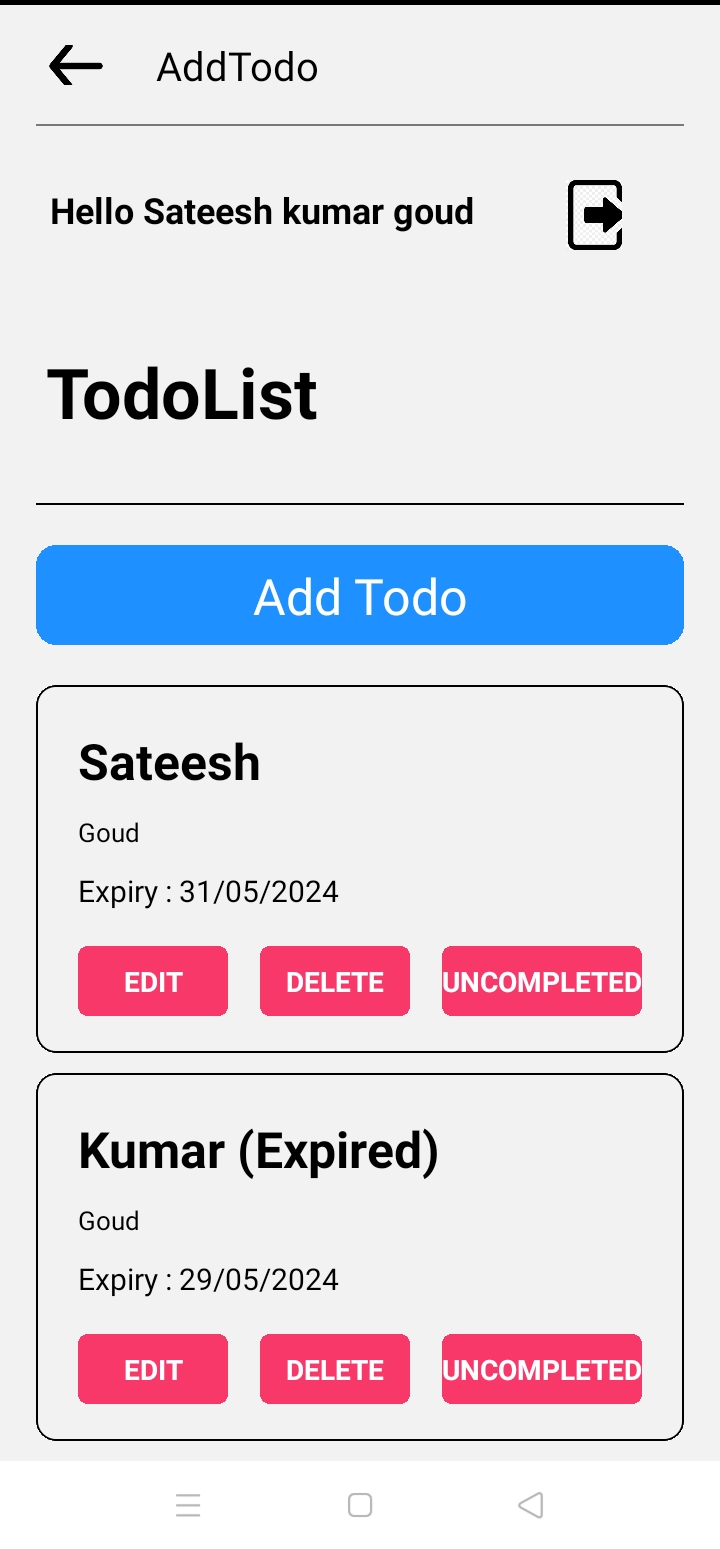 AddTodo
Hello Sateesh kumar goud
TodoList
Add Todo
Sateesh
Goud
Expiry : 31/05/2024
EDIT DELETE UNCOMPLETED
Kumar (Expired)
Goud
Expiry : 29/05/2024
EDIT DELETE UNCOMPLETED